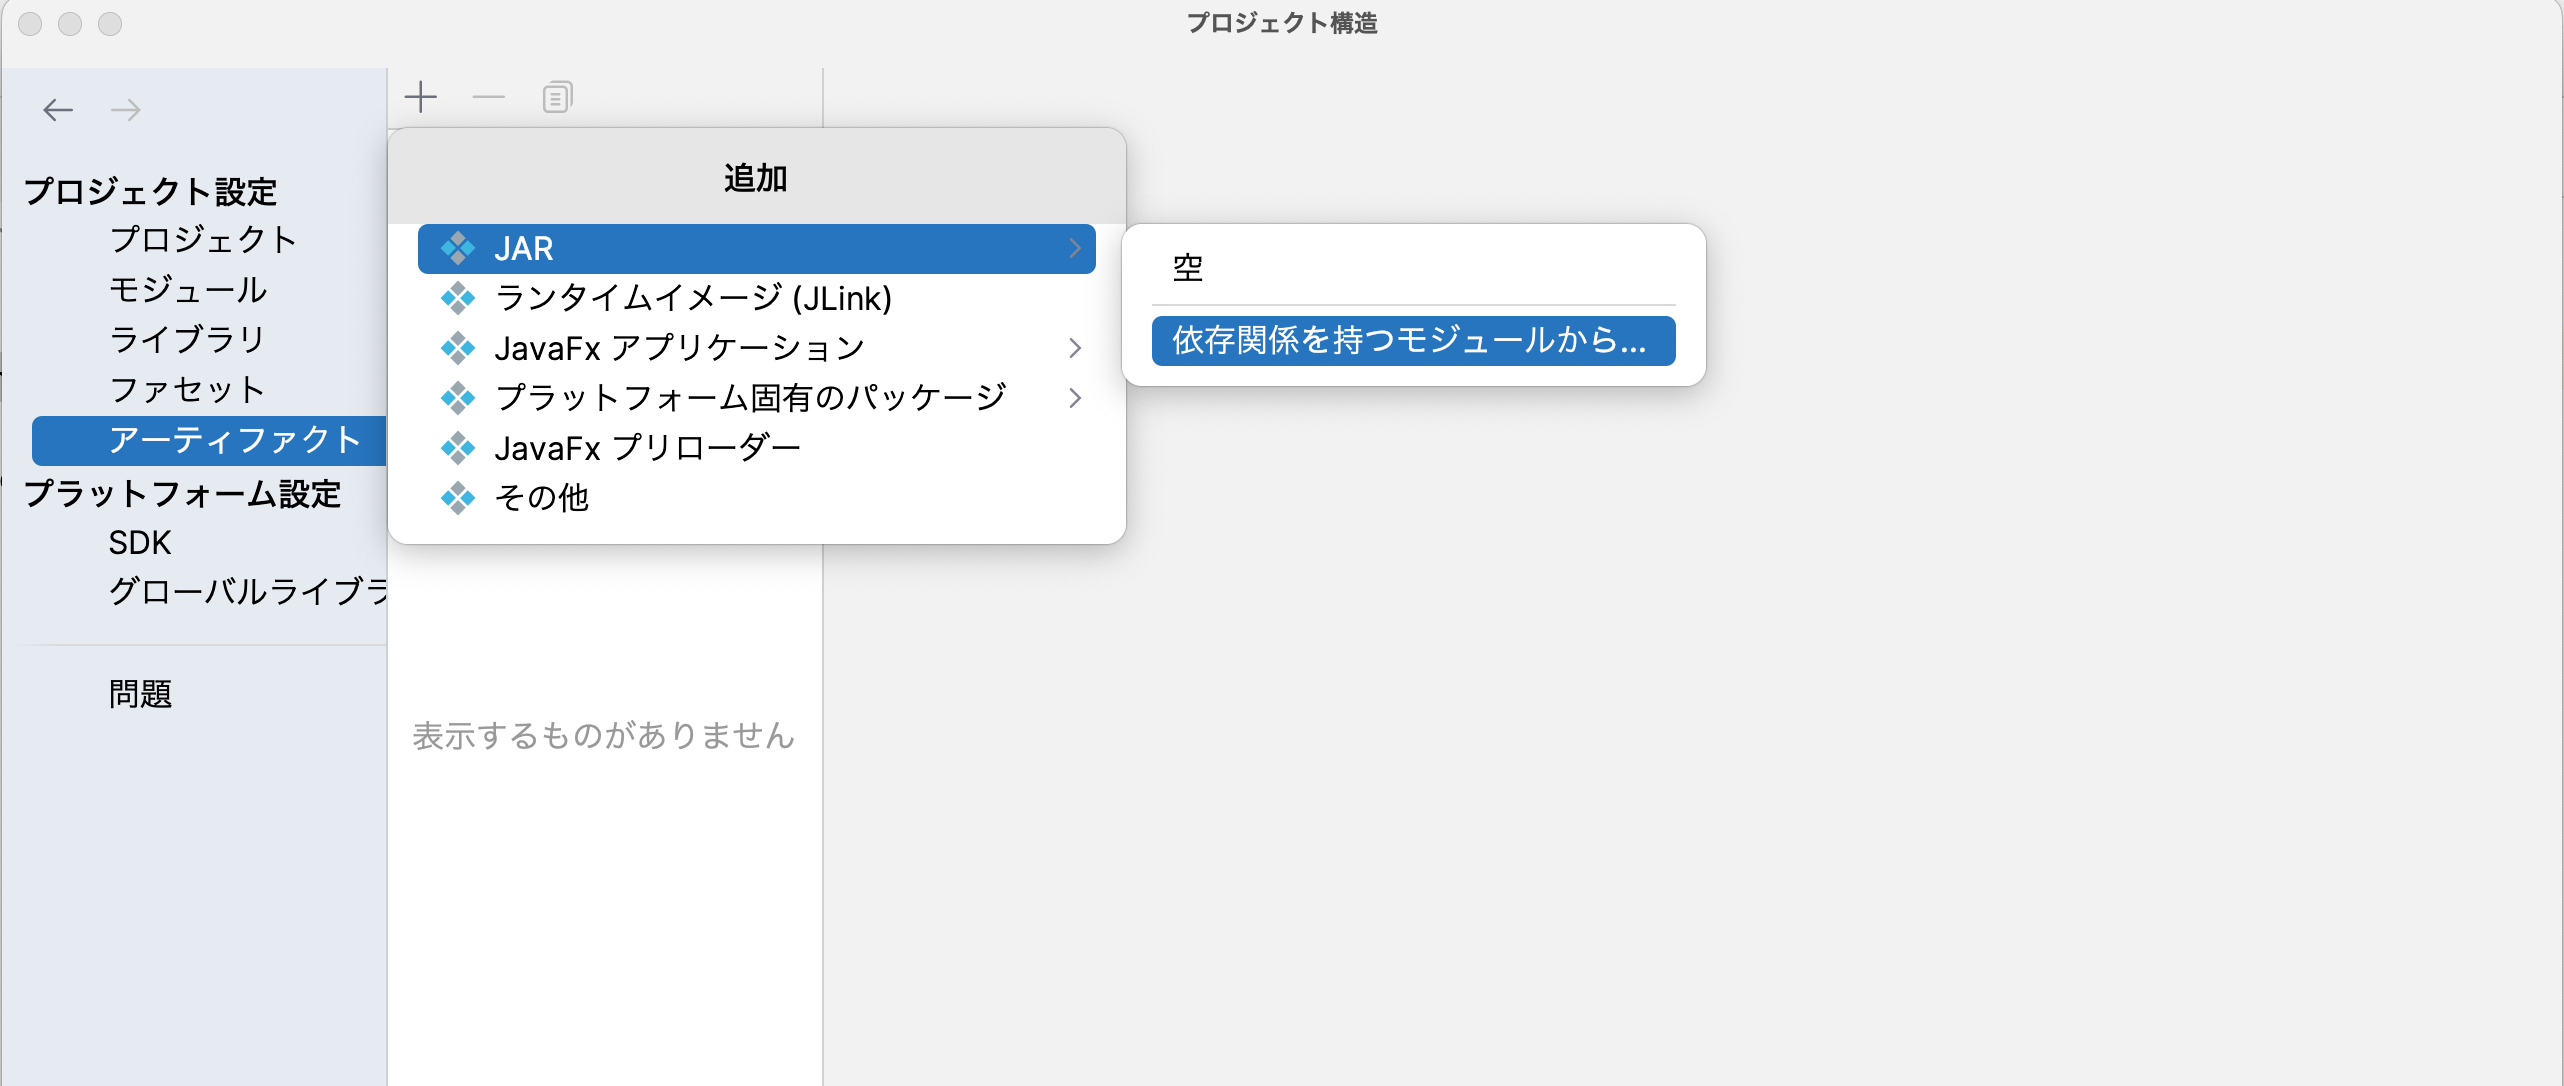 プロジェクト構造
プロジェクト設定
プロジェクト
モジュール
ライブラリ
ファセット
アーティファクト
プラットフォーム設定
SDK
グローバルライブラ
問題
追加
JAR
ランタイムイメージ (JLink)
JavaFx アプリケーション
プラットフォーム固有のパッケージ
JavaFx プリローダー
その他
空
依存関係を持つモジュールから...
表示するものがありません